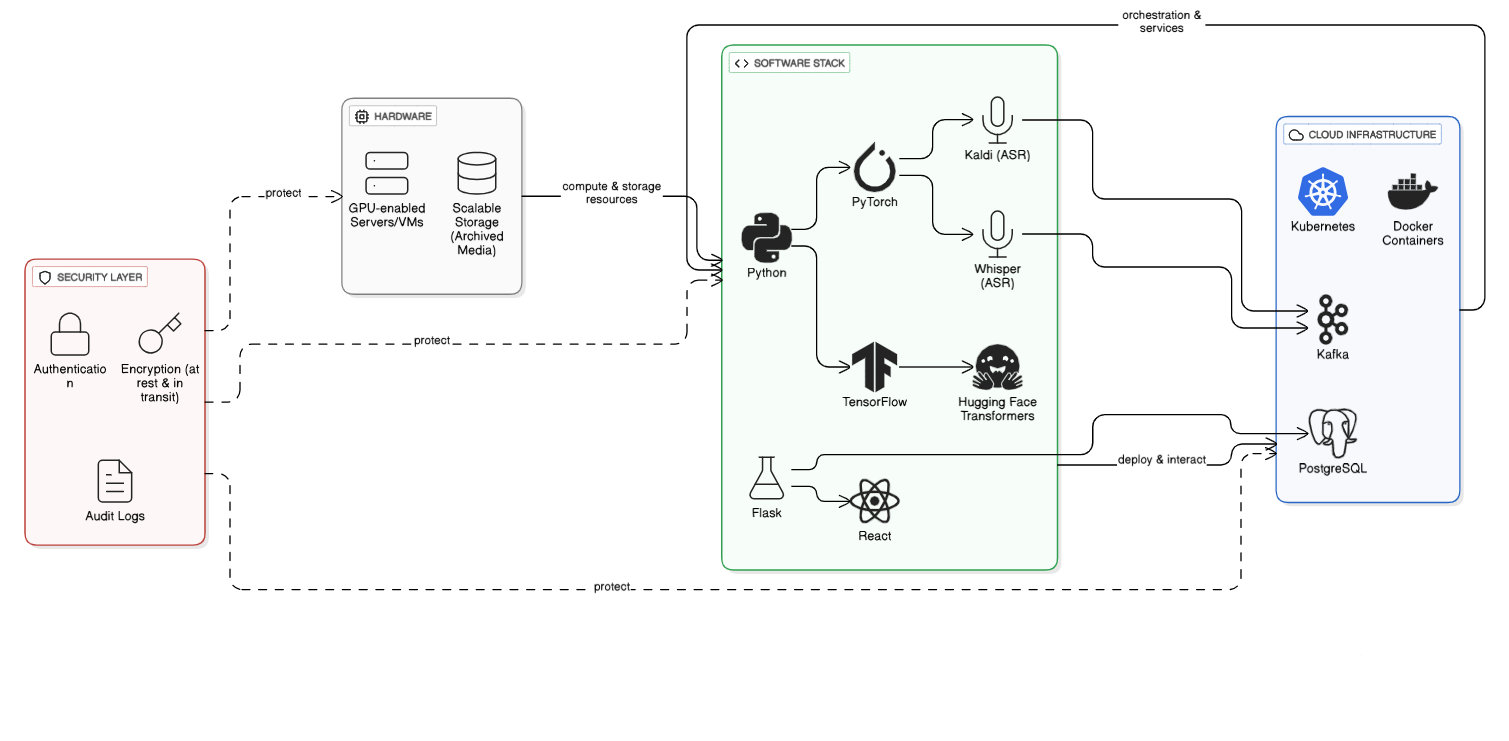 orchestration &
services
SOFTWARE STACK
HARDWARE
CLOUD INFRASTRUCTURE
Kaldi (ASR)
protect
compute & storage
resources
PyTorch
GPU-enabled
Servers/VMs
Scalable
Storage
(Archived
Media)
Kubernetes
Docker
Containers
Python
Whisper
(ASR)
SECURITY LAYER
protect
Kafka
Authenticatio
n
Encryption (at
rest & in
transit)
TensorFlow
Hugging Face
Transformers
deploy & interact
PostgreSQL
Audit Logs
Flask
React
protect